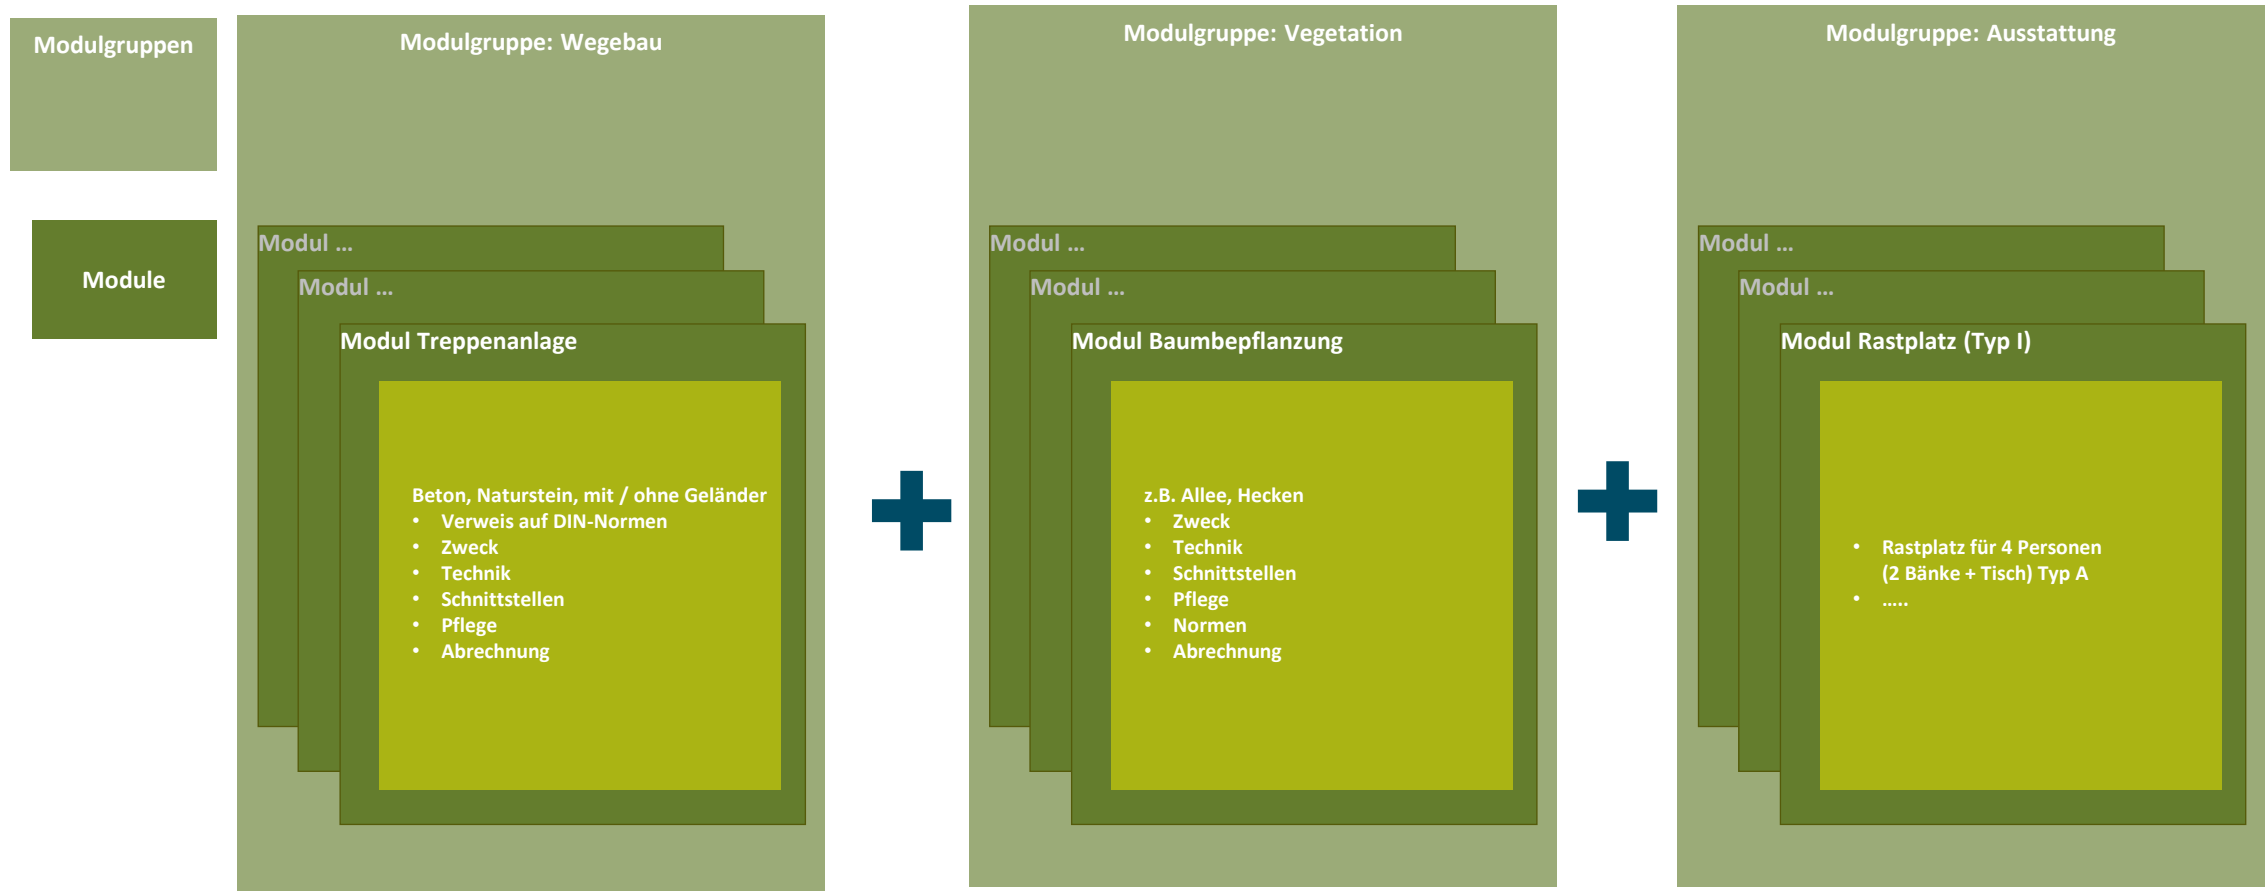 Modulgruppen
Module
Modulgruppe: Wegebau
Modul ...
Modul ...
Modul Treppenanlage
Beton, Naturstein, mit / ohne Geländer
• Verweis auf DIN-Normen
• Zweck
• Technik
• Schnittstellen
• Pflege
• Abrechnung
Modulgruppe: Vegetation
Modul ...
Modul ...
Modul Baumbepflanzung
z.B. Allee, Hecken
• Zweck
• Technik
• Schnittstellen
• Pflege
• Normen
• Abrechnung
Modulgruppe: Ausstattung
Modul ...
Modul ...
Modul Rastplatz (Typ I)
• Rastplatz für 4 Personen
(2 Bänke + Tisch) Typ A
• .....